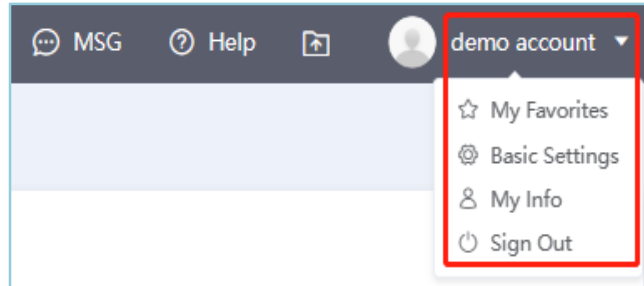 MSG Help demo account
My Favorites
Basic Settings
My Info
Sign Out